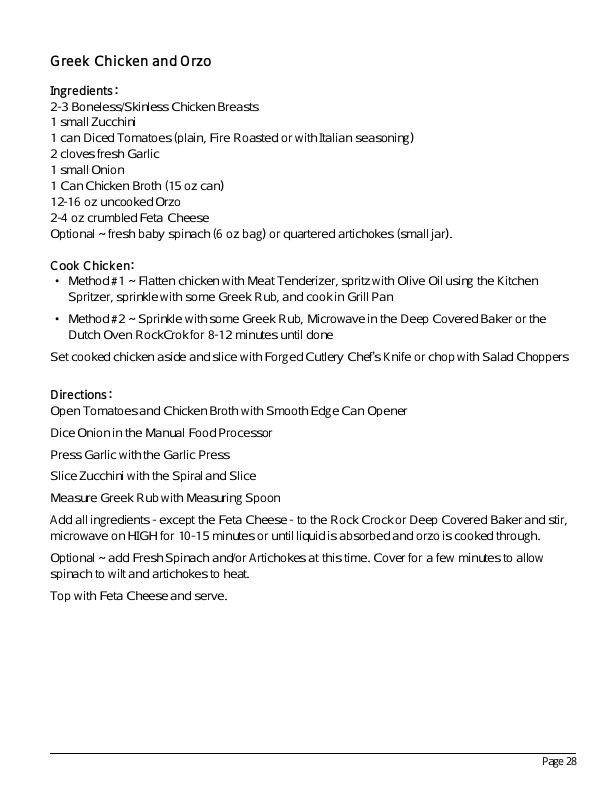 Greek Chicken and Orzo
Ingredients:
2-3 Boneless/Skinless Chicken Breasts
1 small Zucchini
1 can Diced Tomatoes (plain, Fire Roasted or with Italian seasoning)
2 cloves fresh Garlic
1 small Onion
1 Can Chicken Broth (15 oz can)
12-16 oz uncooked Orzo
2-4 oz crumbled Feta Cheese
Optional ~ fresh baby spinach (6 oz bag) or quartered artichokes (small jar).
Cook Chicken:
• Method #1 ~ Flatten chicken with Meat Tenderizer, spritz with Olive Oil using the Kitchen
Spritzer, sprinkle with some Greek Rub, and cook in Grill Pan
• Method #2 ~ Sprinkle with some Greek Rub, Microwave in the Deep Covered Baker or the
Dutch Oven RockCrok for 8-12 minutes until done
Set cooked chicken aside and slice with Forged Cutlery Chef's Knife or chop with Salad Choppers
Directions:
Open Tomatoes and Chicken Broth with Smooth Edge Can Opener
Dice Onion in the Manual Food Processor
Press Garlic with the Garlic Press
Slice Zucchini with the Spiral and Slice
Measure Greek Rub with Measuring Spoon
Add all ingredients - except the Feta Cheese - to the Rock Crock or Deep Covered Baker and stir,
microwave on HIGH for 10-15 minutes or until liquid is absorbed and orzo is cooked through.
Optional ~ add Fresh Spinach and/or Artichokes at this time. Cover for a few minutes to allow
spinach to wilt and artichokes to heat.
Top with Feta Cheese and serve.
Page 28